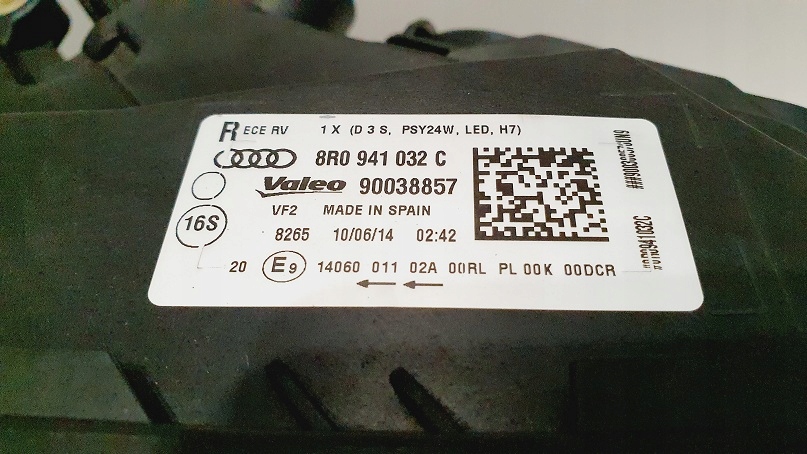 R ECE RV 1 X (D 3 S, PSY24W, LED, H7)
8R0 941 032 C
Valeo 90038857
16S
VF2 MADE IN SPAIN
8265 10/06/14 02:42
20 E9 14060 011 02A 00RL PL 00K 00DCR